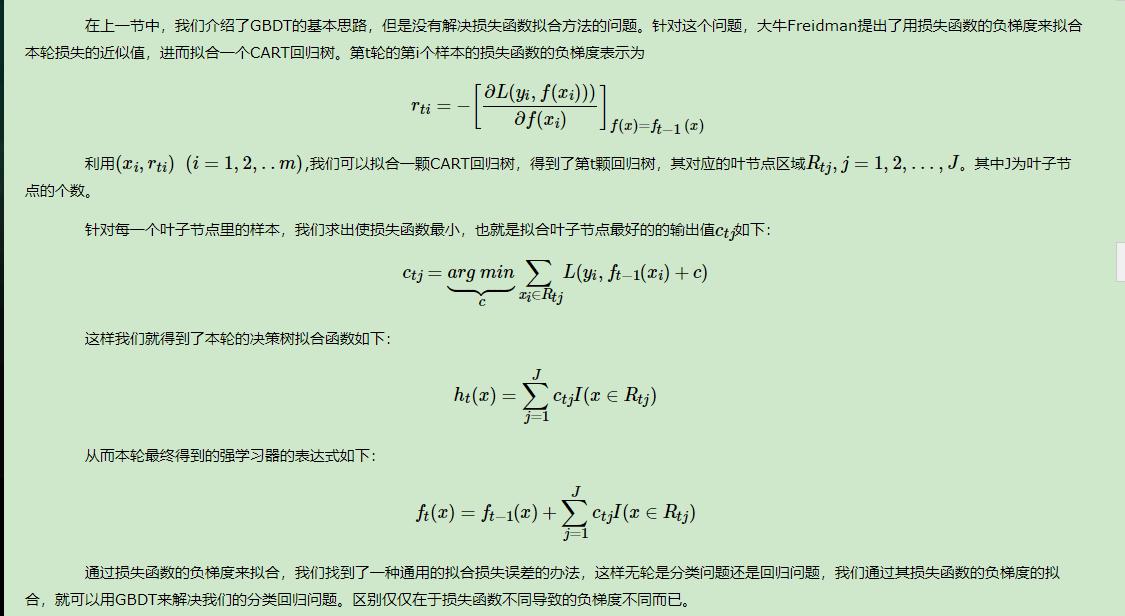 在上一节中，我们介绍了GBDT的基本思路，但是没有解决损失函数拟合方法的问题。针对这个问题，大牛Freidman提出了用损失函数的负梯度来拟合
本轮损失的近似值，进而拟合一个CART回归树。第t轮的第i个样本的损失函数的负梯度表示为
$r_{ti} = -\left[\frac{\partial L(y_i, f(x_i)))}{\partial f(x_i)}\right]_{f(x)=f_{t-1}(x)}$
利用$(x_i, r_{ti})$ $(i = 1, 2, ..m)$,我们可以拟合一颗CART回归树，得到了第t颗回归树，其对应的叶节点区域$R_{tj}, j = 1, 2, ..., J$。其中J为叶子节
点的个数。
针对每一个叶子节点里的样本，我们求出使损失函数最小，也就是拟合叶子节点最好的的输出值$c_{tj}$如下：
$c_{tj} = \underbrace{arg\ min}_{c} \sum_{x_i \in R_{tj}} L(y_i, f_{t-1}(x_i) + c)$
这样我们就得到了本轮的决策树拟合函数如下：
$h_t(x) = \sum_{j=1}^{J} c_{tj} I(x \in R_{tj})$
从而本轮最终得到的强学习器的表达式如下：
$f_t(x) = f_{t-1}(x) + \sum_{j=1}^{J} c_{tj} I(x \in R_{tj})$
通过损失函数的负梯度来拟合，我们找到了一种通用的拟合损失误差的办法，这样无轮是分类问题还是回归问题，我们通过其损失函数的负梯度的拟
合，就可以用GBDT来解决我们的分类回归问题。区别仅仅在于损失函数不同导致的负梯度不同而已。